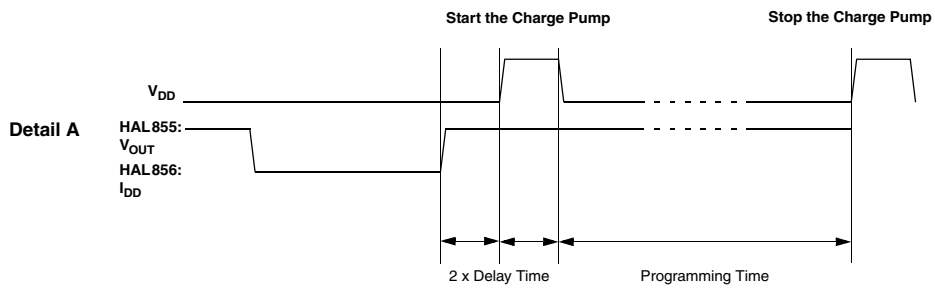 Start the Charge Pump
Stop the Charge Pump
VDD
Detail A
HAL855:
VOUT
HAL856:
IDD
2 x Delay Time
Programming Time